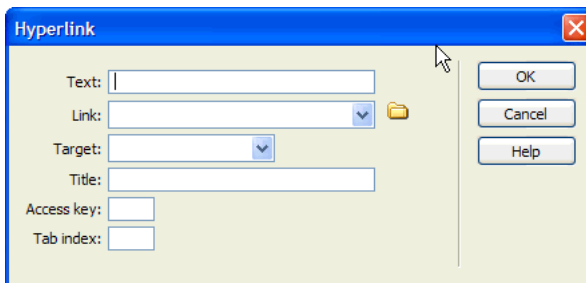 Hyperlink
Text:
OK
Link:
Cancel
Target:
Help
Title:
Access key:
Tab index: